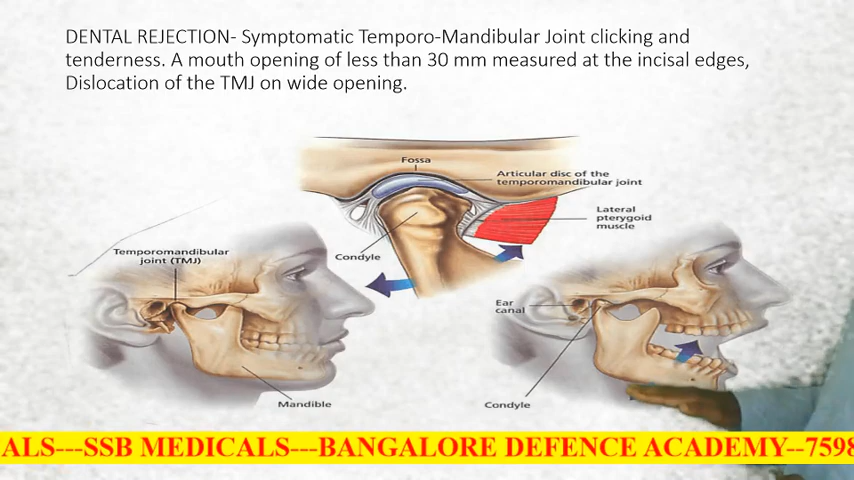 DENTAL REJECTION- Symptomatic Temporo-Mandibular Joint clicking and
tenderness. A mouth opening of less than 30 mm measured at the incisal edges,
Dislocation of the TMJ on wide opening.
Fossa
Articular disc of the
temporomandibular joint
Lateral
pterygoid
muscle
Condyle
Temporomandibular
joint (TMJ)
Ear
canal
Mandible
Condyle
ALS---SSB MEDICALS---BANGALORE DEFENCE ACADEMY--7598